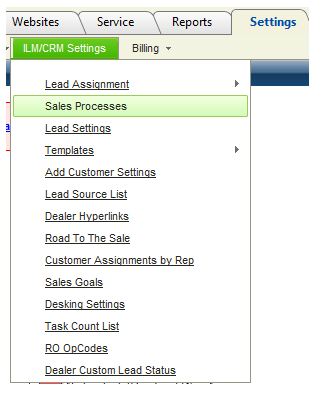 Websites Service Reports Settings
ILM/CRM Settings Billing
Lead Assignment
Sales Processes
Lead Settings
Templates
Add Customer Settings
Lead Source List
Dealer Hyperlinks
Road To The Sale
Customer Assignments by Rep
Sales Goals
Desking Settings
Task Count List
RO OpCodes
Dealer Custom Lead Status